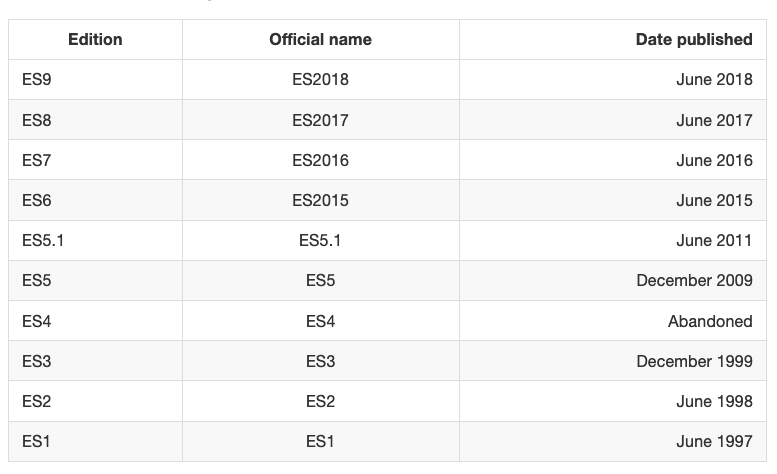 Edition Official name Date published
ES9 ES2018 June 2018
ES8 ES2017 June 2017
ES7 ES2016 June 2016
ES6 ES2015 June 2015
ES5.1 ES5.1 June 2011
ES5 ES5 December 2009
ES4 ES4 Abandoned
ES3 ES3 December 1999
ES2 ES2 June 1998
ES1 ES1 June 1997